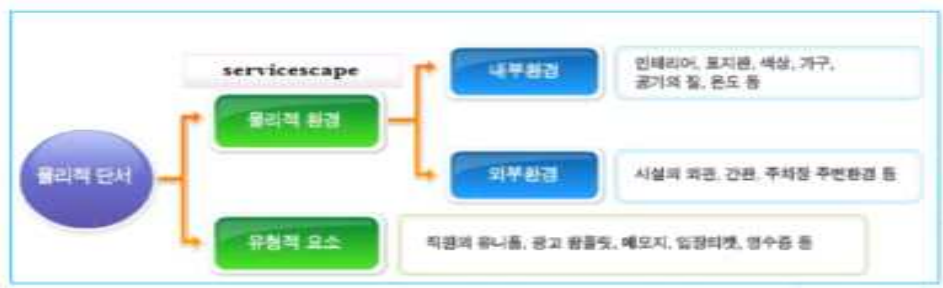 servicescape
내부환경
인테리어, 표지판, 색상, 가구,
공기의 질, 온도 등
물리적 환경
물리적 단서
외부환경
시설의 외관, 간판, 주차장 주변환경 등
유형적 요소
직원의 유니폼, 광고 팜플릿, 메모지, 입장티켓, 영수증 등